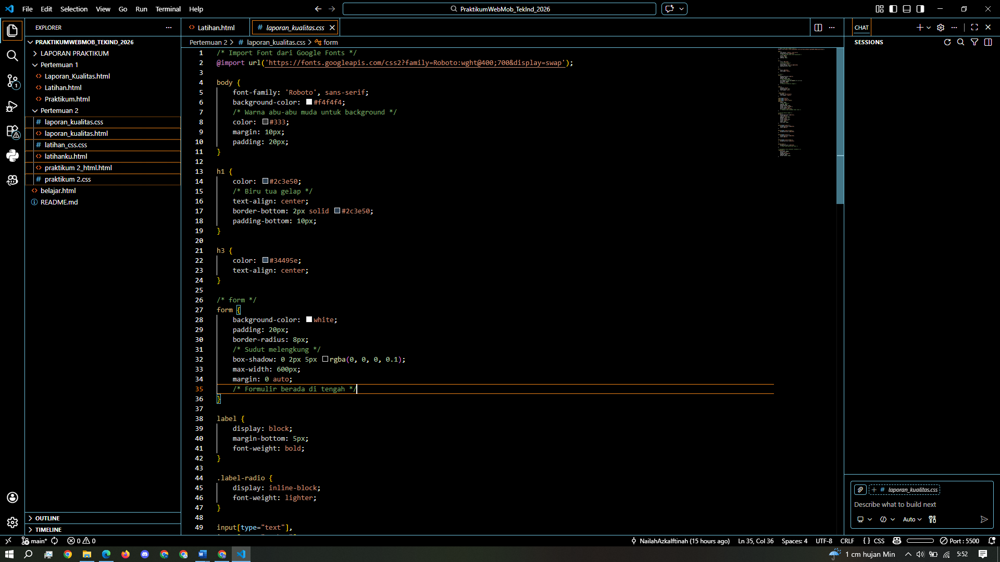 File Edit Selection View Go Run Terminal Help
PraktikumWebMob_TekInd_2026
EXPLORER
PRAKTIKUMWEBMOB_TEKIND_2026
LAPORAN PRAKTIKUM
Pertemuan 1
Laporan_Kualitas.html
Latihan.html
Praktikum.html
Pertemuan 2
laporan_kualitas.css
laporan_kualitas.html
latihan_css.css
latihanku.html
praktikum 2_html.html
praktikum 2.css
belajar.html
README.md
OUTLINE
TIMELINE
Latihan.html
# laporan_kualitas.css
Pertemuan 2 > # laporan_kualitas.css > form
1 /* Import Font dari Google Fonts */
2 @import url('https://fonts.googleapis.com/css2?family=Roboto:wght@400;700&display=swap');
3
4 body {
5 font-family: 'Roboto', sans-serif;
6 background-color: #f4f4f4;
7 /* Warna abu-abu muda untuk background */
8 color: #333;
9 margin: 10px;
10 padding: 20px;
11 }
12
13 h1 {
14 color: #2c3e50;
15 /* Biru tua gelap */
16 text-align: center;
17 border-bottom: 2px solid #2c3e50;
18 padding-bottom: 10px;
19 }
20
21 h3 {
22 color: #34495e;
23 text-align: center;
24 }
25
26 /* form */
27 form {
28 background-color: white;
29 padding: 20px;
30 border-radius: 8px;
31 /* Sudut melengkung */
32 box-shadow: 0 2px 5px rgba(0, 0, 0, 0.1);
33 max-width: 600px;
34 margin: 0 auto;
35 /* Formulir berada di tengah */
36 }
37
38 label {
39 display: block;
40 margin-bottom: 5px;
41 font-weight: bold;
42 }
43
44 .label-radio {
45 display: inline-block;
46 font-weight: lighter;
47 }
48
49 input[type="text"],
CHAT
SESSIONS
+ # laporan_kualitas.css
Describe what to build next
Auto
main* 0 0
NailahAzkaIftinah (15 hours ago) Ln 35, Col 36 Spaces: 4 UTF-8 CRLF { } CSS Port : 5500
1 cm hujan Min 5:52